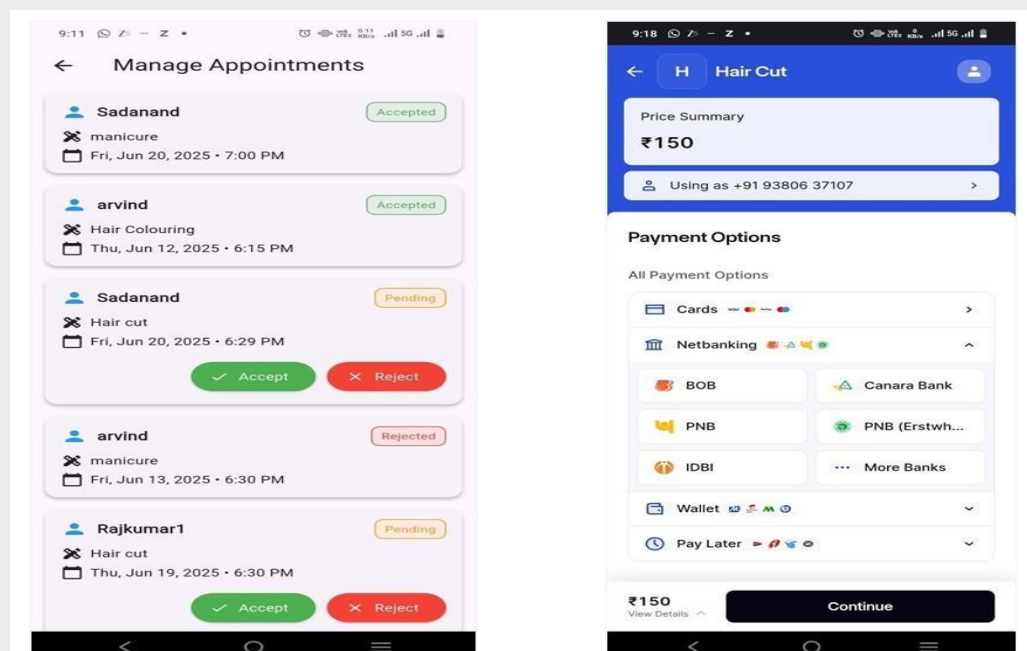 9:11
Manage Appointments
Sadanand
Accepted
manicure
Fri, Jun 20, 2025 • 7:00 PM
arvind
Accepted
Hair Colouring
Thu, Jun 12, 2025 • 6:15 PM
Sadanand
Pending
Hair cut
Fri, Jun 20, 2025 • 6:29 PM
Accept
Reject
arvind
Rejected
manicure
Fri, Jun 13, 2025 • 6:30 PM
Rajkumar1
Pending
Hair cut
Thu, Jun 19, 2025 • 6:30 PM
Accept
Reject
9:18
H Hair Cut
Price Summary
₹150
Using as +91 93806 37107
Payment Options
All Payment Options
Cards
Netbanking
BOB
Canara Bank
PNB
PNB (Erstwh...
IDBI
More Banks
Wallet
Pay Later
₹150
View Details
Continue